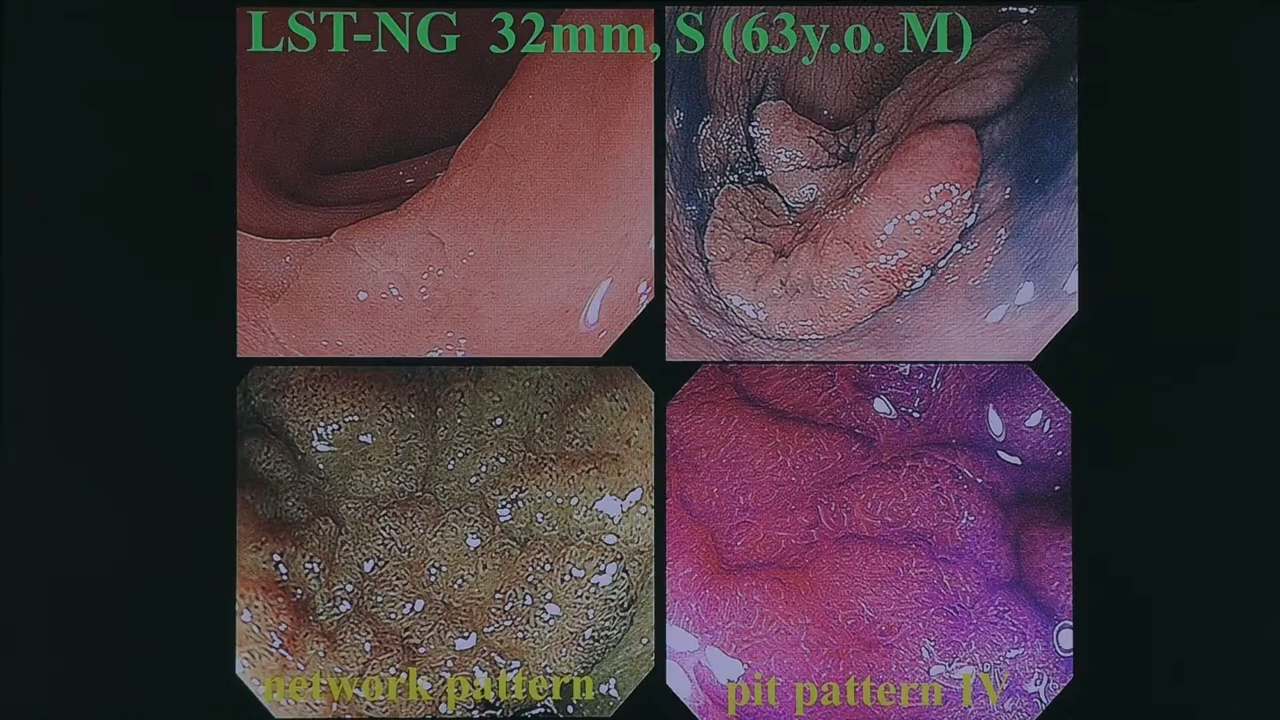 LST-NG 32mm, S (63y.o. M)
network pattern
pit pattern IV